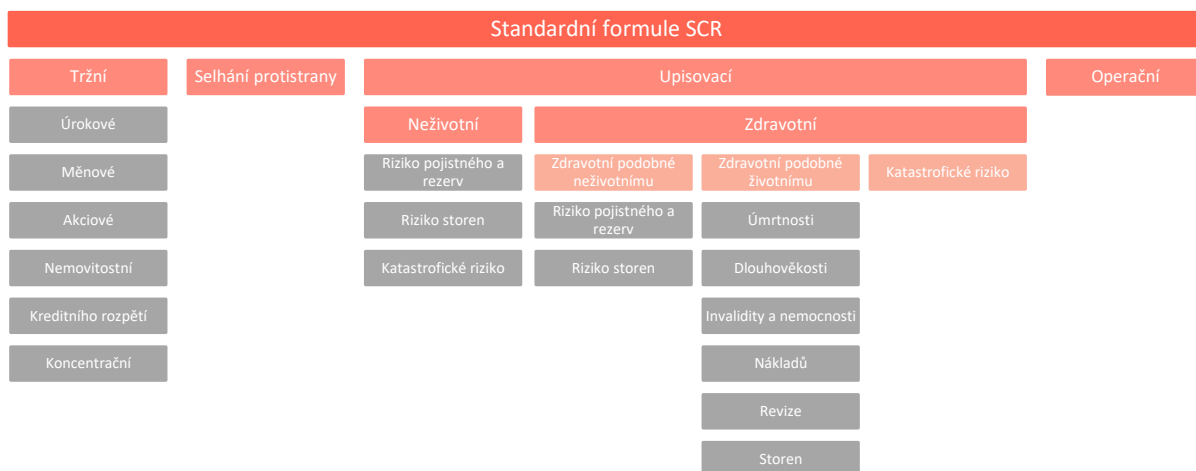 Standardní formule SCR
Tržní
Selhání protistrany
Upisovací
Operační
Úrokové
Neživotní
Zdravotní
Měnové
Riziko pojistného a
rezerv
Zdravotní podobné
neživotnímu
Zdravotní podobné
životnímu
Katastrofické riziko
Akciové
Riziko storen
Riziko pojistného a
rezerv
Úmrtnosti
Nemovitostní
Katastrofické riziko
Riziko storen
Dlouhověkosti
Kreditního rozpětí
Invalidity a nemocnosti
Koncentrační
Nákladů
Revize
Storen